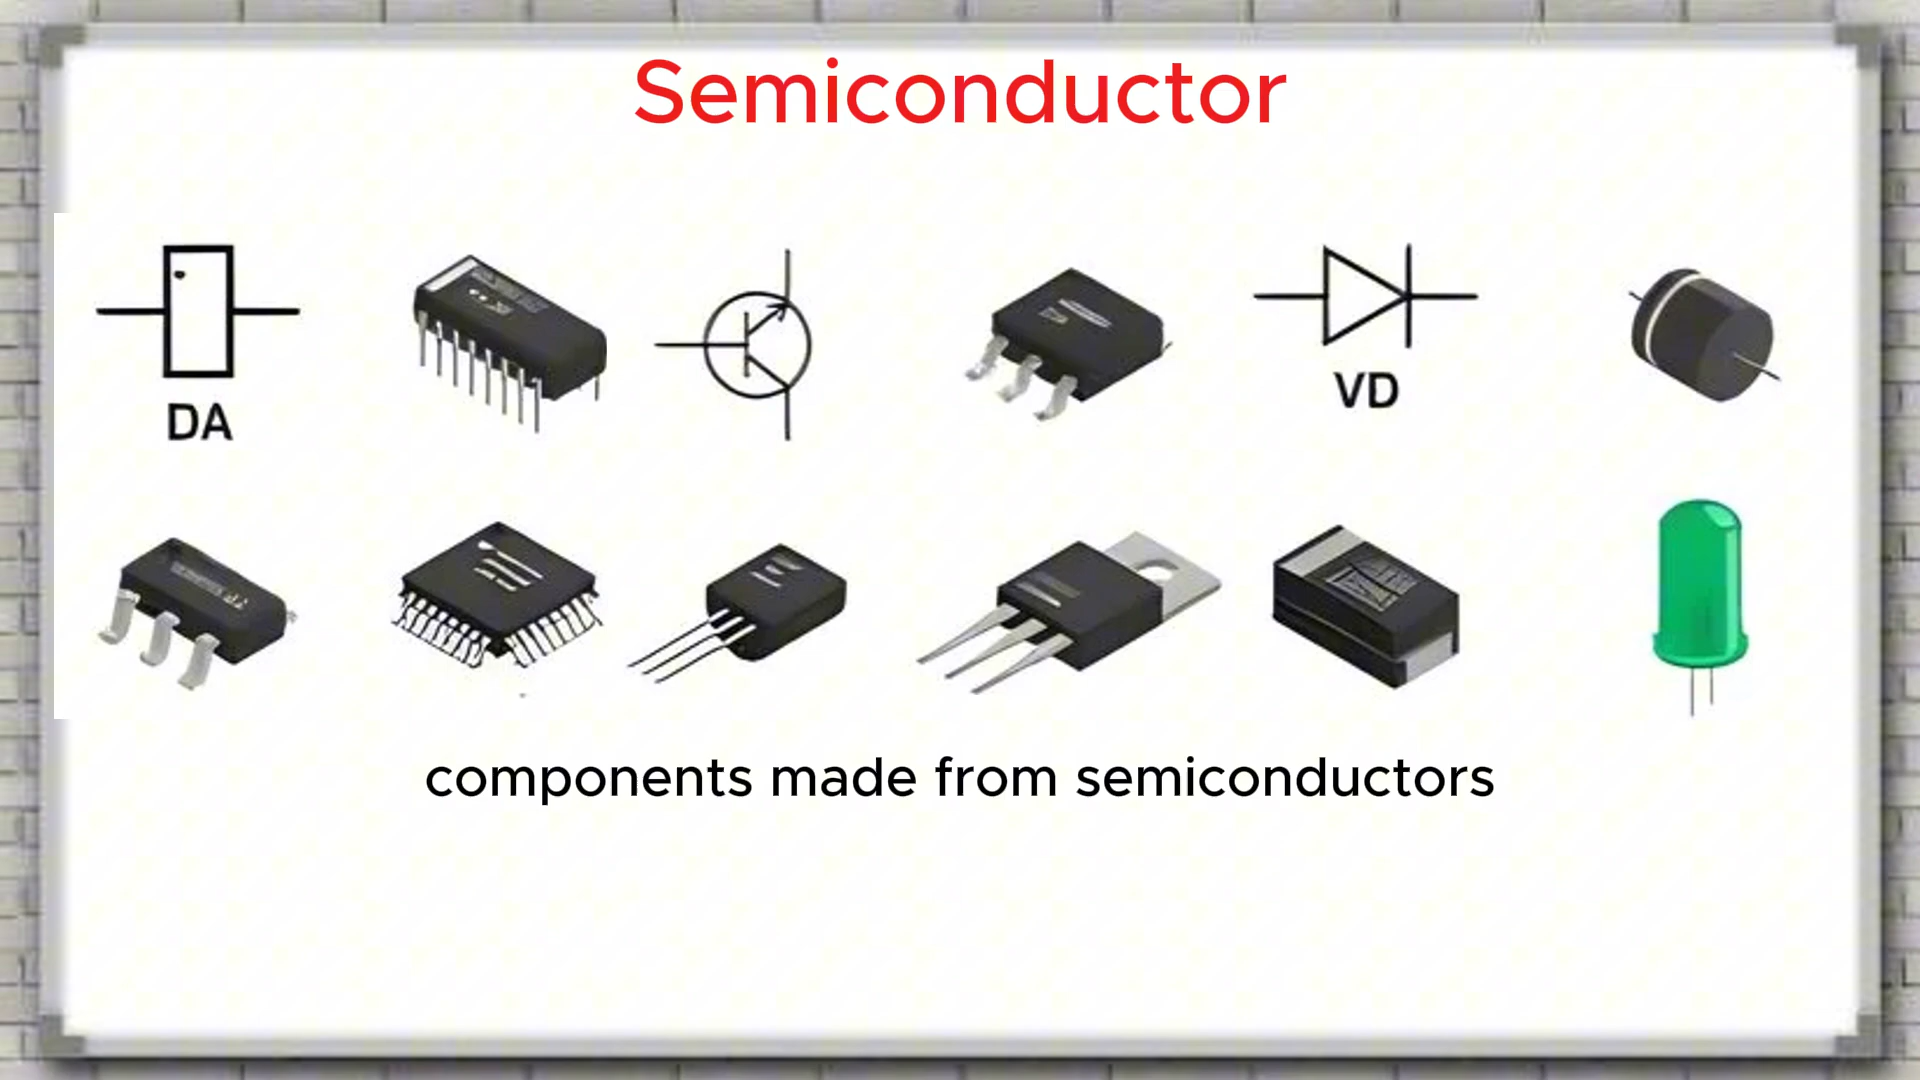 Semiconductor
DA
VD
components made from semiconductors